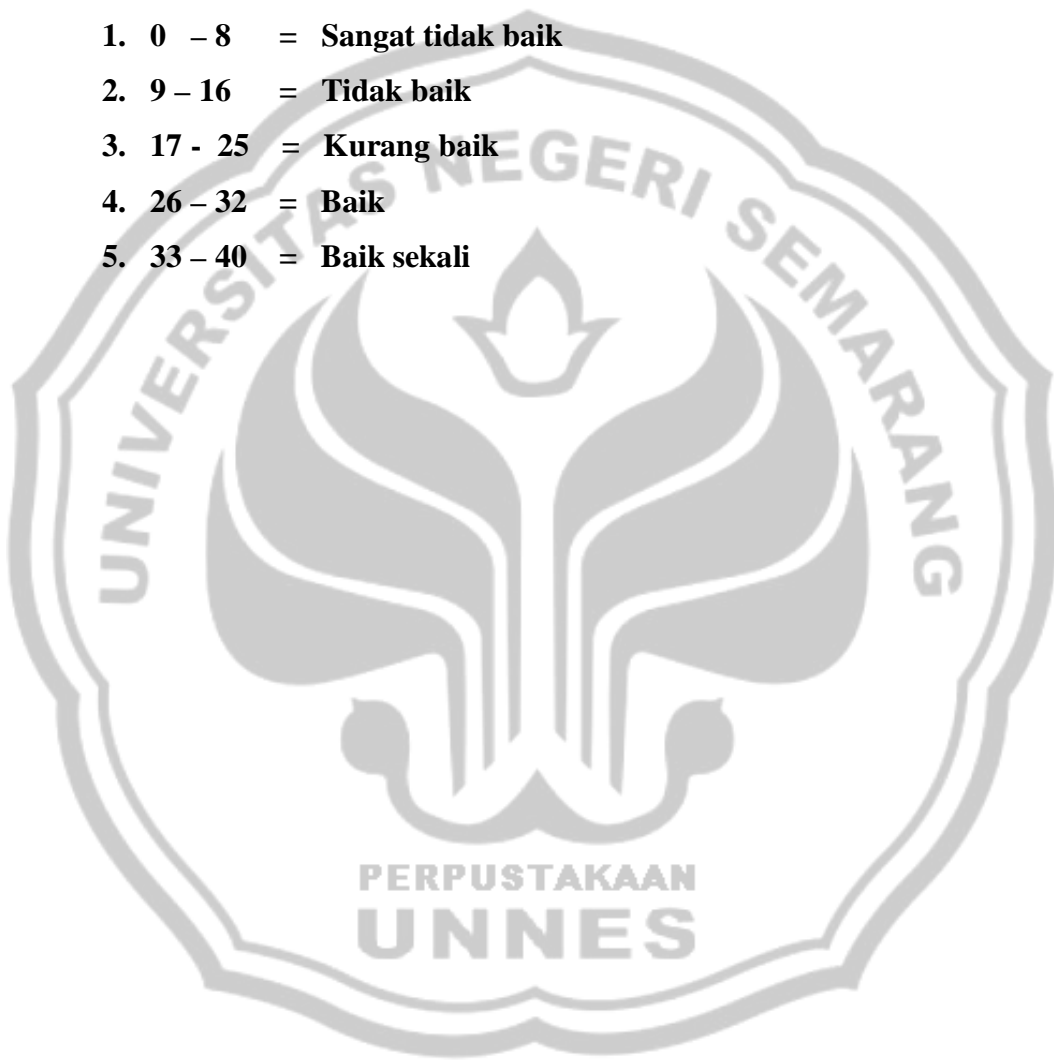 1. 0 – 8 = Sangat tidak baik
2. 9 – 16 = Tidak baik
3. 17 - 25 = Kurang baik
4. 26 – 32 = Baik
5. 33 – 40 = Baik sekali
UNIVERSITAS NEGERI SEMARANG
PERPUSTAKAAN
UNNES